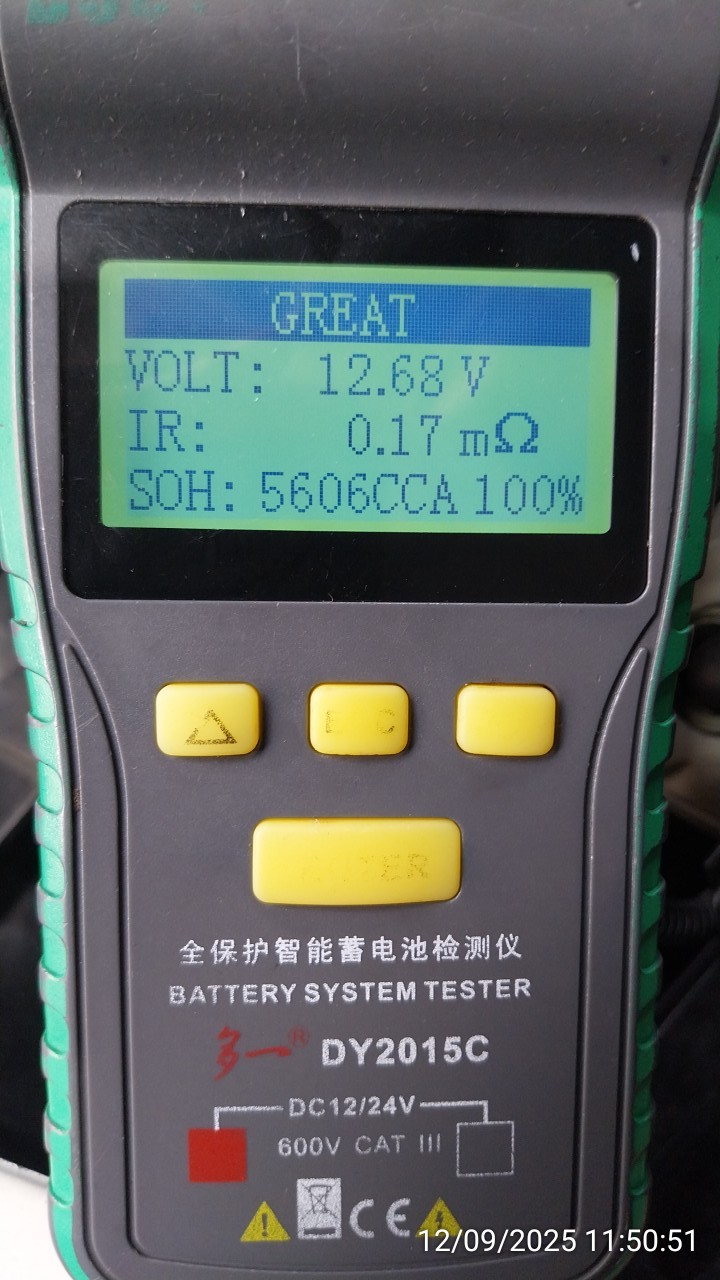 GREAT
VOLT: 12.68 V
IR: 0.17 mΩ
SOH: 5606CCA 100%
全保护智能蓄电池检测仪
BATTERY SYSTEM TESTER
多一® DY2015C
DC12/24V
600V CAT III
CE
12/09/2025 11:50:51